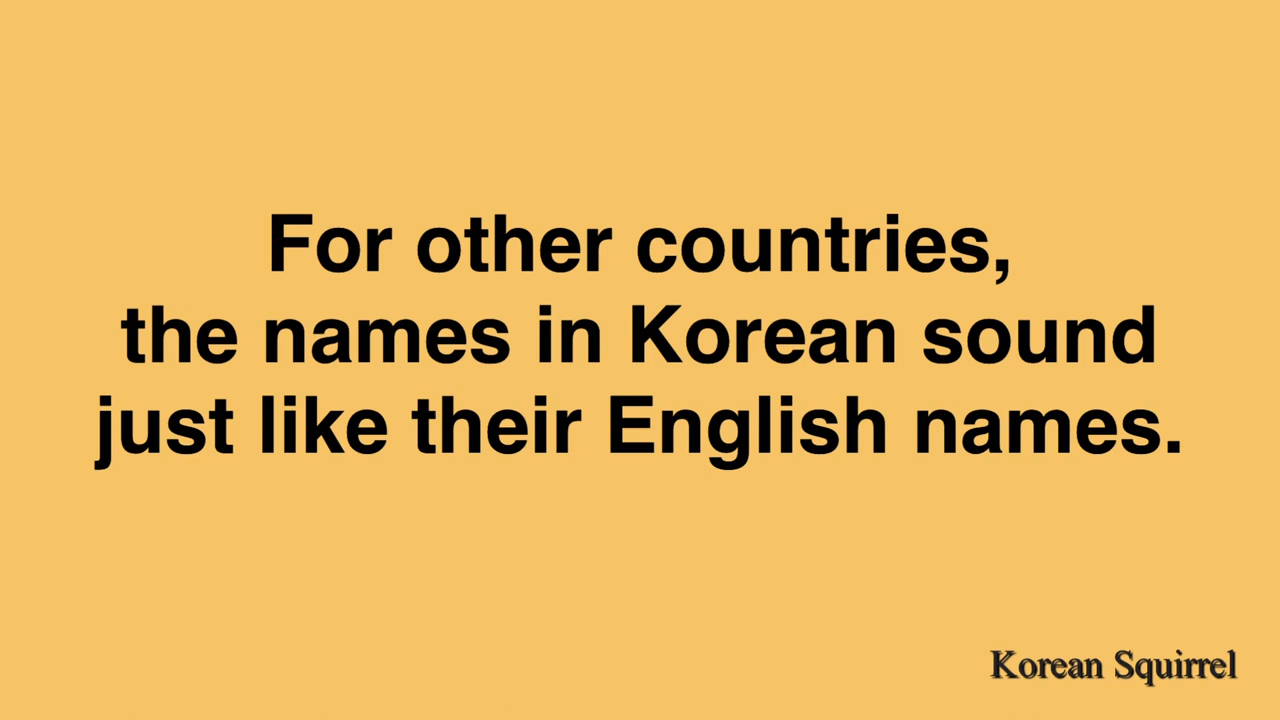 For other countries,
the names in Korean sound
just like their English names.
Korean Squirrel